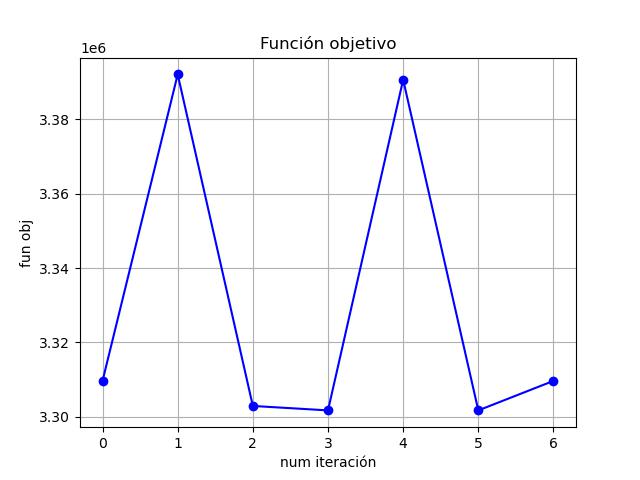 Función objetivo
1e6
3.38
3.36
3.34
3.32
3.30
fun obj
0 1 2 3 4 5 6
num iteración